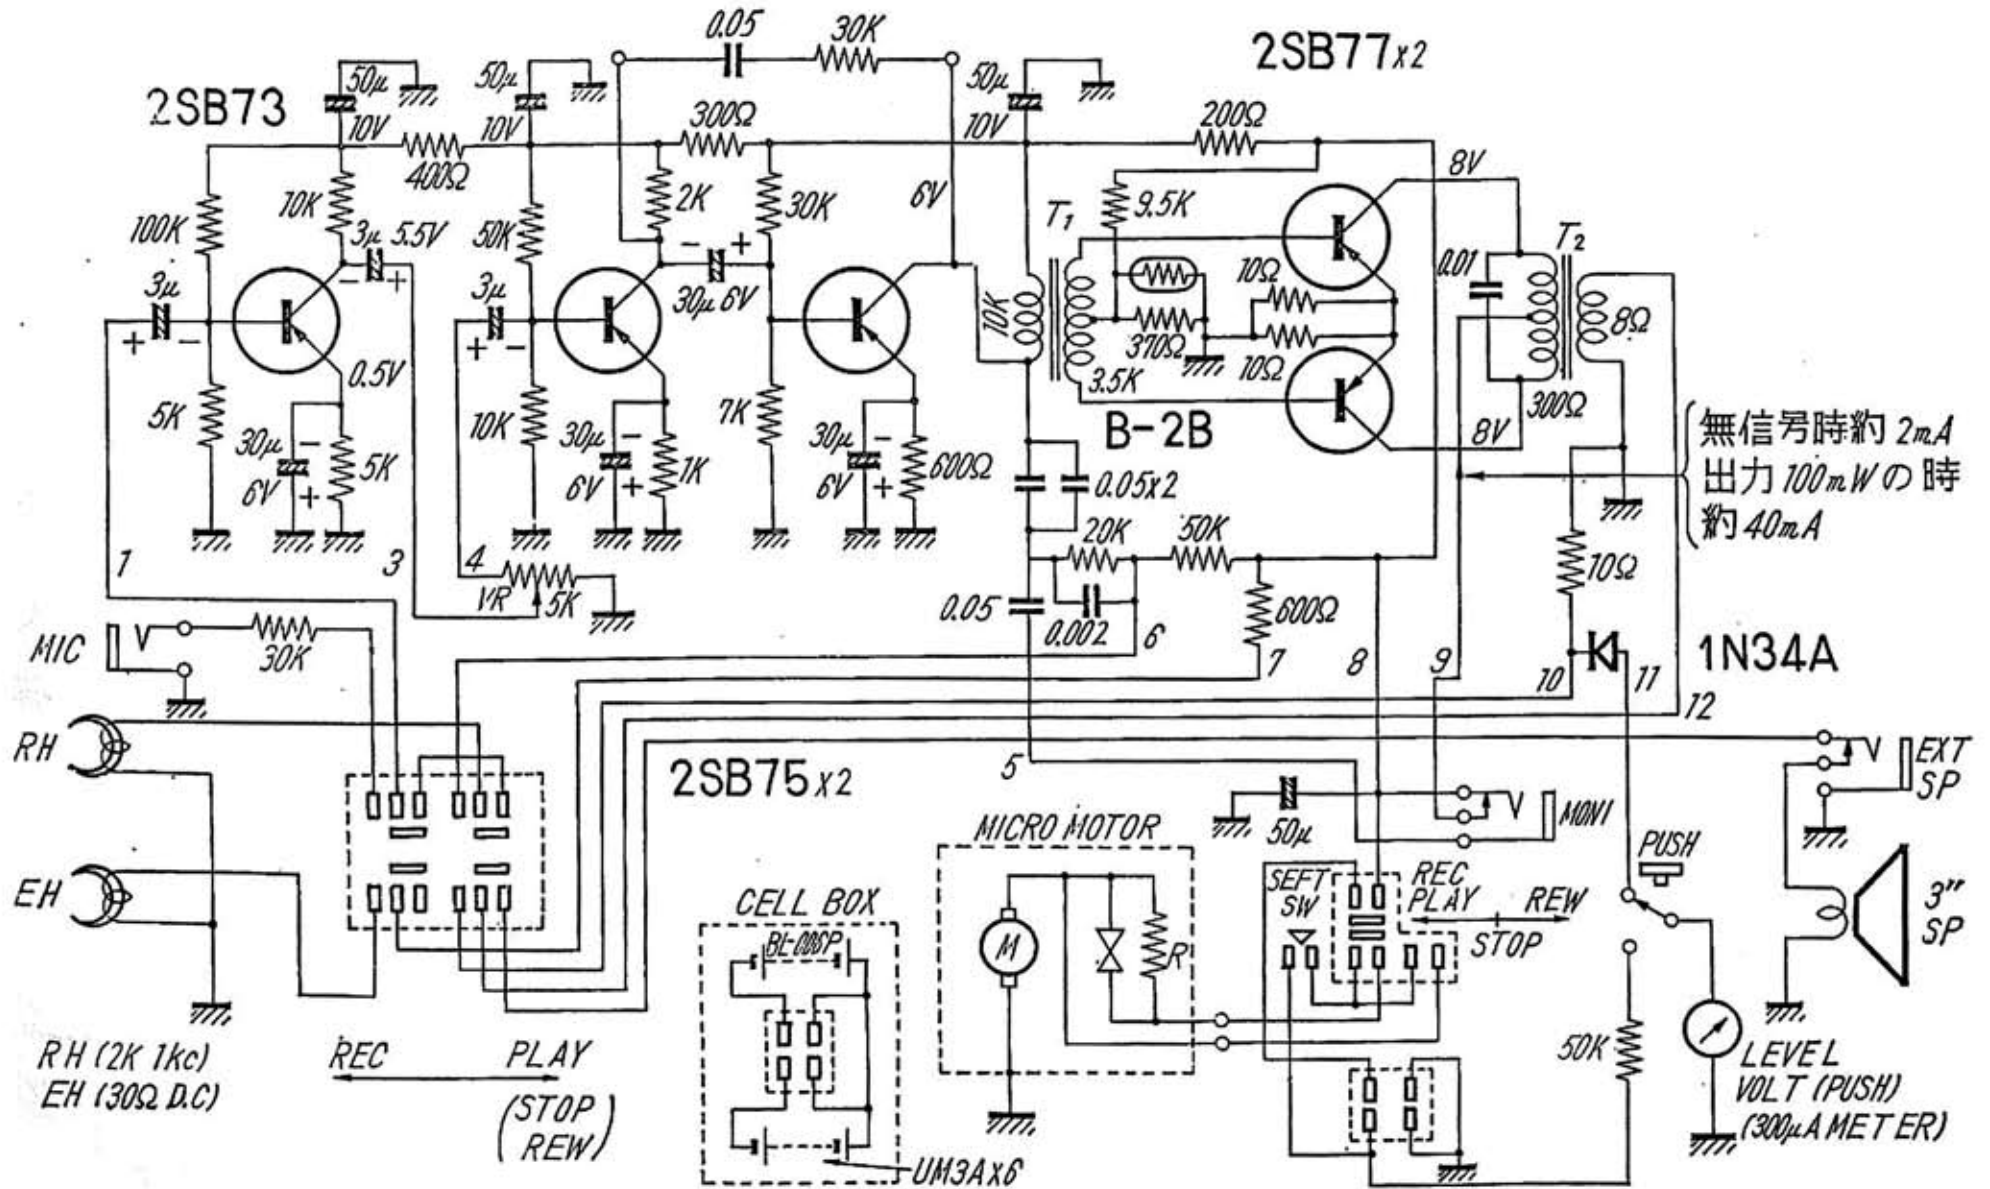 0.05
30K
2SB77x2
50μ
50μ
50μ
2SB73
10V
10V
300Ω
10V
200Ω
400Ω
8V
10K
2K
30K
6V
T1
9.5K
100K
3μ 5.5V
50K
T2
- +
0.01
- +
3μ
3μ
30μ 6V
10Ω
10K
8Ω
+ -
+ -
370Ω
10Ω
0.5V
3.5K
300Ω
5K
10K
7K
B-2B
8V
30μ -
5K
30μ -
1K
30μ -
600Ω
6V +
6V +
6V +
0.05x2
無信号時約 2mA
出力 100mW の時
約 40mA
20K
50K
1
3
4
VR
5K
10Ω
0.05
0.002
6
600Ω
MIC
30K
7
8
9
10
11
1N34A
12
RH
5
2SB75x2
EXT
SP
MICRO MOTOR
50μ
MONI
PUSH
EH
CELL BOX
SEFT
SW
REC
PLAY
REW
STOP
3" SP
M
R
RH (2K 1kc)
EH (30Ω D.C)
REC
PLAY
(STOP
REW)
50K
LEVEL
VOLT (PUSH)
(300μA METER)
UM3Ax6